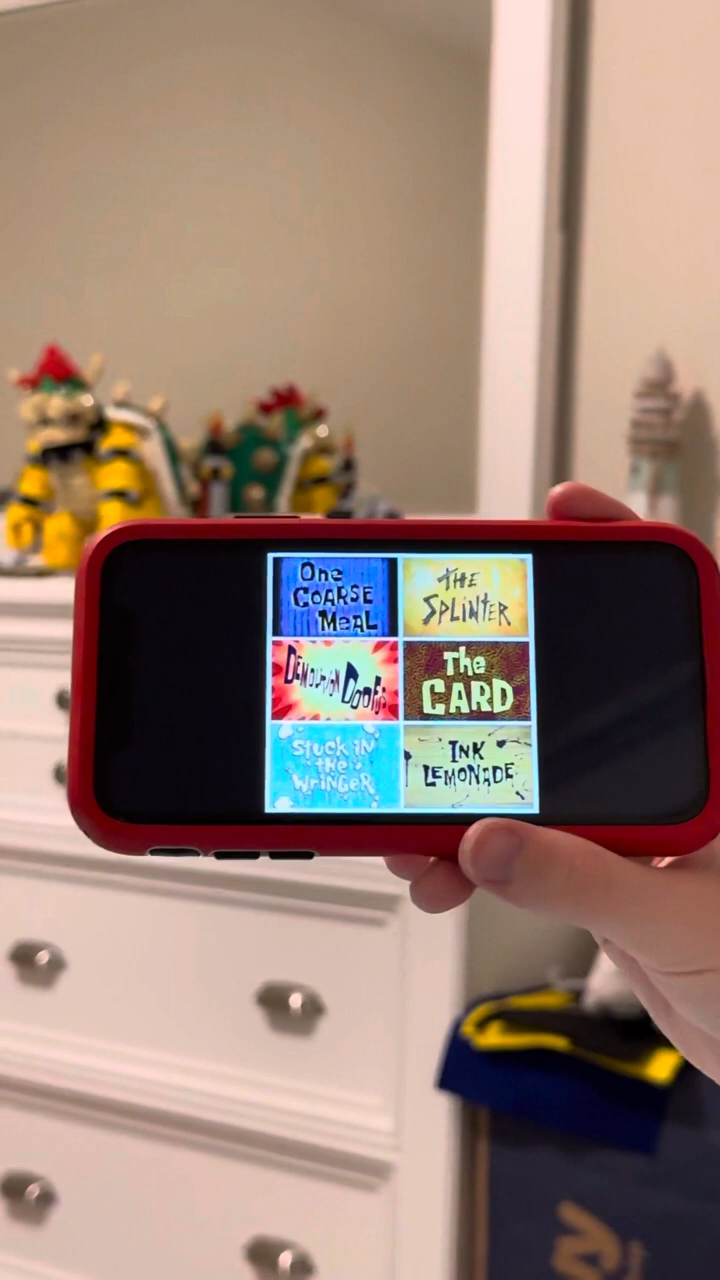 One
COARSE
MEAL
THE
SPLiNTER
DEMOLITION DOOFUS
The
CARD
Stuck iN
the
WriNGeR
INK
LEMONADE